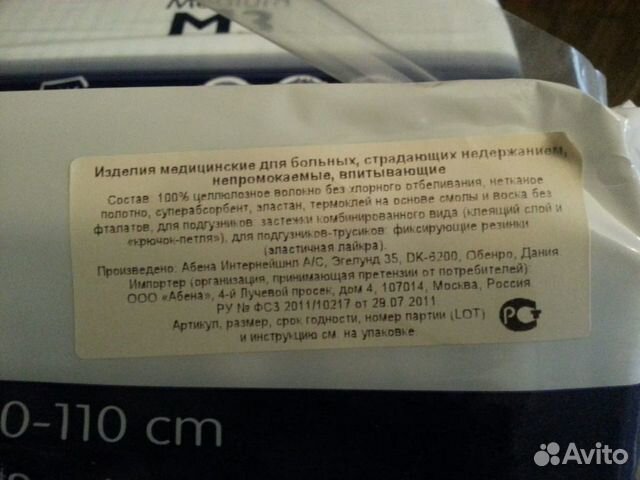 Medium
M3
Изделия медицинские для больных, страдающих недержанием,
непромокаемые, впитывающие
Состав: 100% целлюлозное волокно без хлорного отбеливания, нетканое
полотно, суперабсорбент, эластан, термоклей на основе смолы и воска без
фталатов, для подгузников: застежки комбинированного вида (клеящий слой и
«крючок-петля»), для подгузников-трусиков: фиксирующие резинки
(эластичная лайкра).
Произведено: Абена Интернейшнл А/С, Эгелунд 35, DK-6200, Обенро, Дания
Импортер (организация, принимающая претензии от потребителей):
ООО «Абена», 4-й Лучевой просек, дом 4, 107014, Москва, Россия.
РУ № ФСЗ 2011/10217 от 29.07.2011
Артикул, размер, срок годности, номер партии (LOT)
и инструкцию см. на упаковке.
РСТ
0-110 cm
Avito